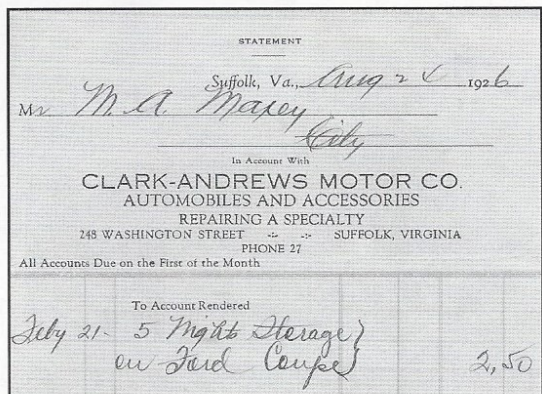 STATEMENT
Suffolk, Va., Aug 24 1926
Mr M. A. Maxey
City
In Account With
CLARK-ANDREWS MOTOR CO.
AUTOMOBILES AND ACCESSORIES
REPAIRING A SPECIALTY
248 WASHINGTON STREET -:- -:- SUFFOLK, VIRGINIA
PHONE 27
All Accounts Due on the First of the Month
To Account Rendered
Feby 21- 5 Nights Storage}
on Ford Coupe} 2,50